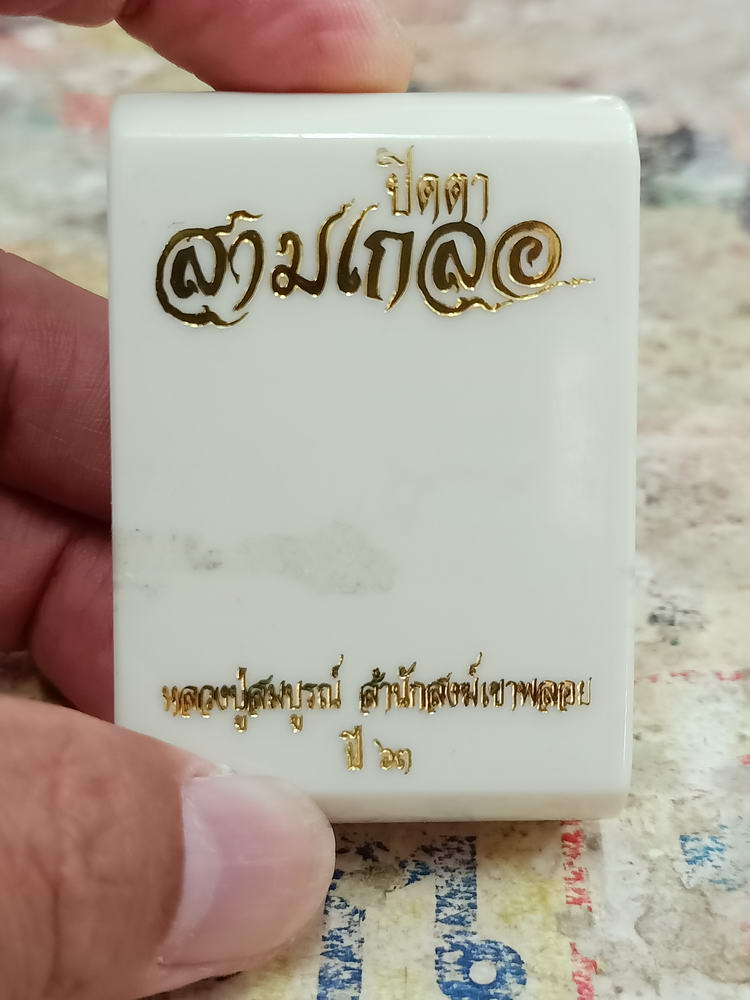 ปิดตา
สามเกลอ
หลวงปู่สมบูรณ์ สำนักสงฆ์เขาพลอย
ปี ๖๓